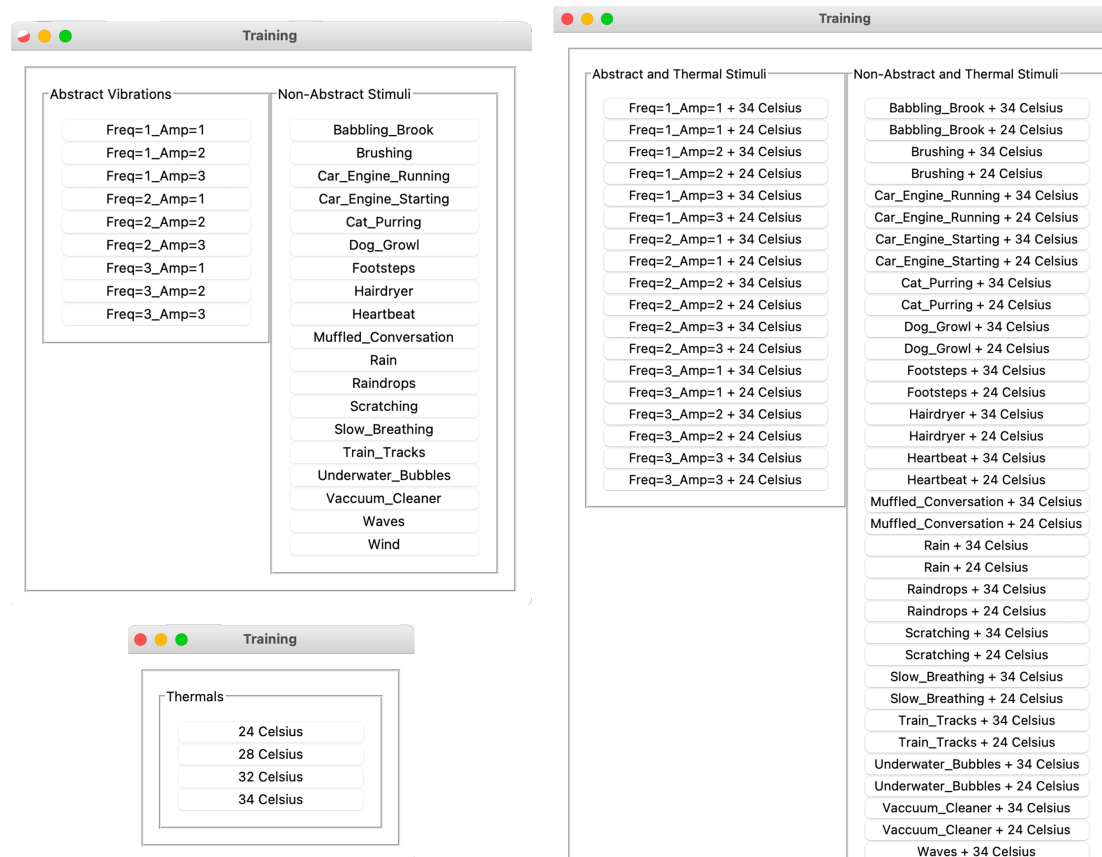 Training
Abstract Vibrations
Freq=1_Amp=1
Freq=1_Amp=2
Freq=1_Amp=3
Freq=2_Amp=1
Freq=2_Amp=2
Freq=2_Amp=3
Freq=3_Amp=1
Freq=3_Amp=2
Freq=3_Amp=3
Non-Abstract Stimuli
Babbling_Brook
Brushing
Car_Engine_Running
Car_Engine_Starting
Cat_Purring
Dog_Growl
Footsteps
Hairdryer
Heartbeat
Muffled_Conversation
Rain
Raindrops
Scratching
Slow_Breathing
Train_Tracks
Underwater_Bubbles
Vaccuum_Cleaner
Waves
Wind
Training
Thermals
24 Celsius
28 Celsius
32 Celsius
34 Celsius
Training
Abstract and Thermal Stimuli
Freq=1_Amp=1 + 34 Celsius
Freq=1_Amp=1 + 24 Celsius
Freq=1_Amp=2 + 34 Celsius
Freq=1_Amp=2 + 24 Celsius
Freq=1_Amp=3 + 34 Celsius
Freq=1_Amp=3 + 24 Celsius
Freq=2_Amp=1 + 34 Celsius
Freq=2_Amp=1 + 24 Celsius
Freq=2_Amp=2 + 34 Celsius
Freq=2_Amp=2 + 24 Celsius
Freq=2_Amp=3 + 34 Celsius
Freq=2_Amp=3 + 24 Celsius
Freq=3_Amp=1 + 34 Celsius
Freq=3_Amp=1 + 24 Celsius
Freq=3_Amp=2 + 34 Celsius
Freq=3_Amp=2 + 24 Celsius
Freq=3_Amp=3 + 34 Celsius
Freq=3_Amp=3 + 24 Celsius
Non-Abstract and Thermal Stimuli
Babbling_Brook + 34 Celsius
Babbling_Brook + 24 Celsius
Brushing + 34 Celsius
Brushing + 24 Celsius
Car_Engine_Running + 34 Celsius
Car_Engine_Running + 24 Celsius
Car_Engine_Starting + 34 Celsius
Car_Engine_Starting + 24 Celsius
Cat_Purring + 34 Celsius
Cat_Purring + 24 Celsius
Dog_Growl + 34 Celsius
Dog_Growl + 24 Celsius
Footsteps + 34 Celsius
Footsteps + 24 Celsius
Hairdryer + 34 Celsius
Hairdryer + 24 Celsius
Heartbeat + 34 Celsius
Heartbeat + 24 Celsius
Muffled_Conversation + 34 Celsius
Muffled_Conversation + 24 Celsius
Rain + 34 Celsius
Rain + 24 Celsius
Raindrops + 34 Celsius
Raindrops + 24 Celsius
Scratching + 34 Celsius
Scratching + 24 Celsius
Slow_Breathing + 34 Celsius
Slow_Breathing + 24 Celsius
Train_Tracks + 34 Celsius
Train_Tracks + 24 Celsius
Underwater_Bubbles + 34 Celsius
Underwater_Bubbles + 24 Celsius
Vaccuum_Cleaner + 34 Celsius
Vaccuum_Cleaner + 24 Celsius
Waves + 34 Celsius